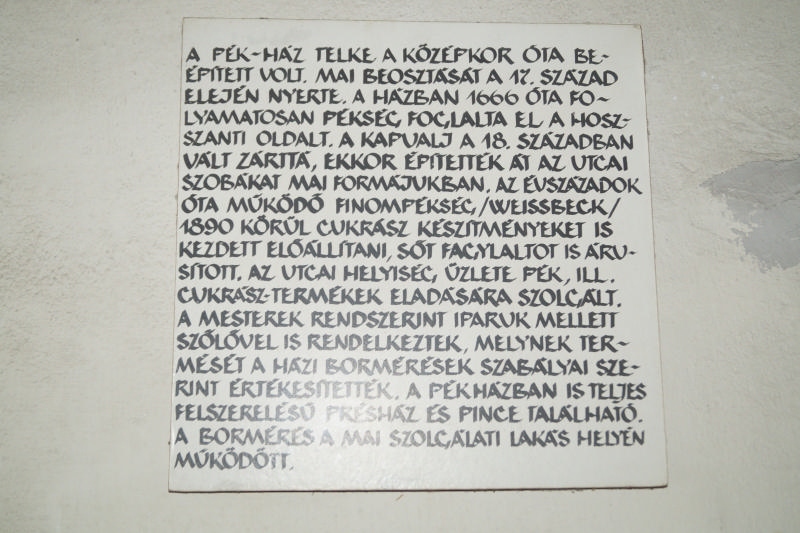 A PÉK-HÁZ TELKE A KÖZÉPKOR ÓTA BE-
ÉPÍTETT VOLT. MAI BEOSZTÁSÁT A 17. SZÁZAD
ELEJÉN NYERTE. A HÁZBAN 1666 ÓTA FO-
LYAMATOSAN PÉKSÉG FOGLALTA EL A HOSZ-
SZANTI OLDALT. A KAPUALJ A 18. SZÁZADBAN
VÁLT ZÁRTTÁ, EKKOR ÉPÍTETTÉK ÁT AZ UTCAI
SZOBÁKAT MAI FORMÁJUKBAN. AZ ÉVSZÁZADOK
ÓTA MŰKÖDŐ FINOMPÉKSÉG /WEISSBECK/
1890 KÖRÜL CUKRÁSZ KÉSZÍTMÉNYEKET IS
KEZDETT ELŐÁLLÍTANI, SŐT FAGYLALTOT IS ÁRU-
SÍTOTT. AZ UTCAI HELYISÉG ÜZLETE PÉK, ILL.
CUKRÁSZ-TERMÉKEK ELADÁSÁRA SZOLGÁLT.
A MESTEREK RENDSZERINT IPARUK MELLETT
SZŐLŐVEL IS RENDELKEZTEK, MELYNEK TER-
MÉSÉT A HÁZI BORMÉRÉSEK SZABÁLYAI SZE-
RINT ÉRTÉKESÍTETTÉK. A PÉKHÁZBAN IS TELJES
FELSZERELÉSŰ PRÉSHÁZ ÉS PINCE TALÁLHATÓ.
A BORMÉRÉS A MAI SZOLGÁLATI LAKÁS HELYÉN
MŰKÖDÖTT.